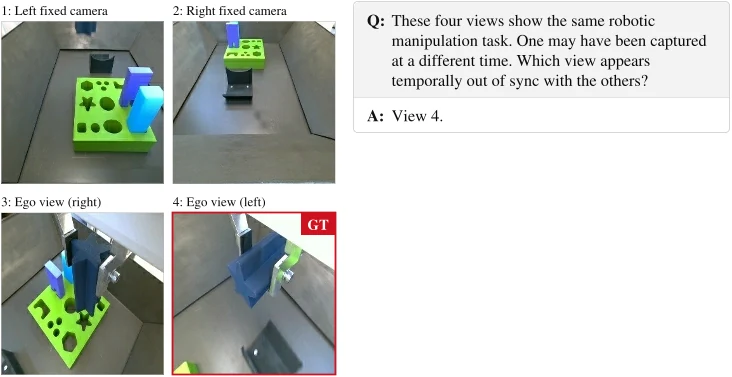 1: Left fixed camera
2: Right fixed camera
3: Ego view (right)
4: Ego view (left)
GT
Q: These four views show the same robotic
manipulation task. One may have been captured
at a different time. Which view appears
temporally out of sync with the others?
A: View 4.